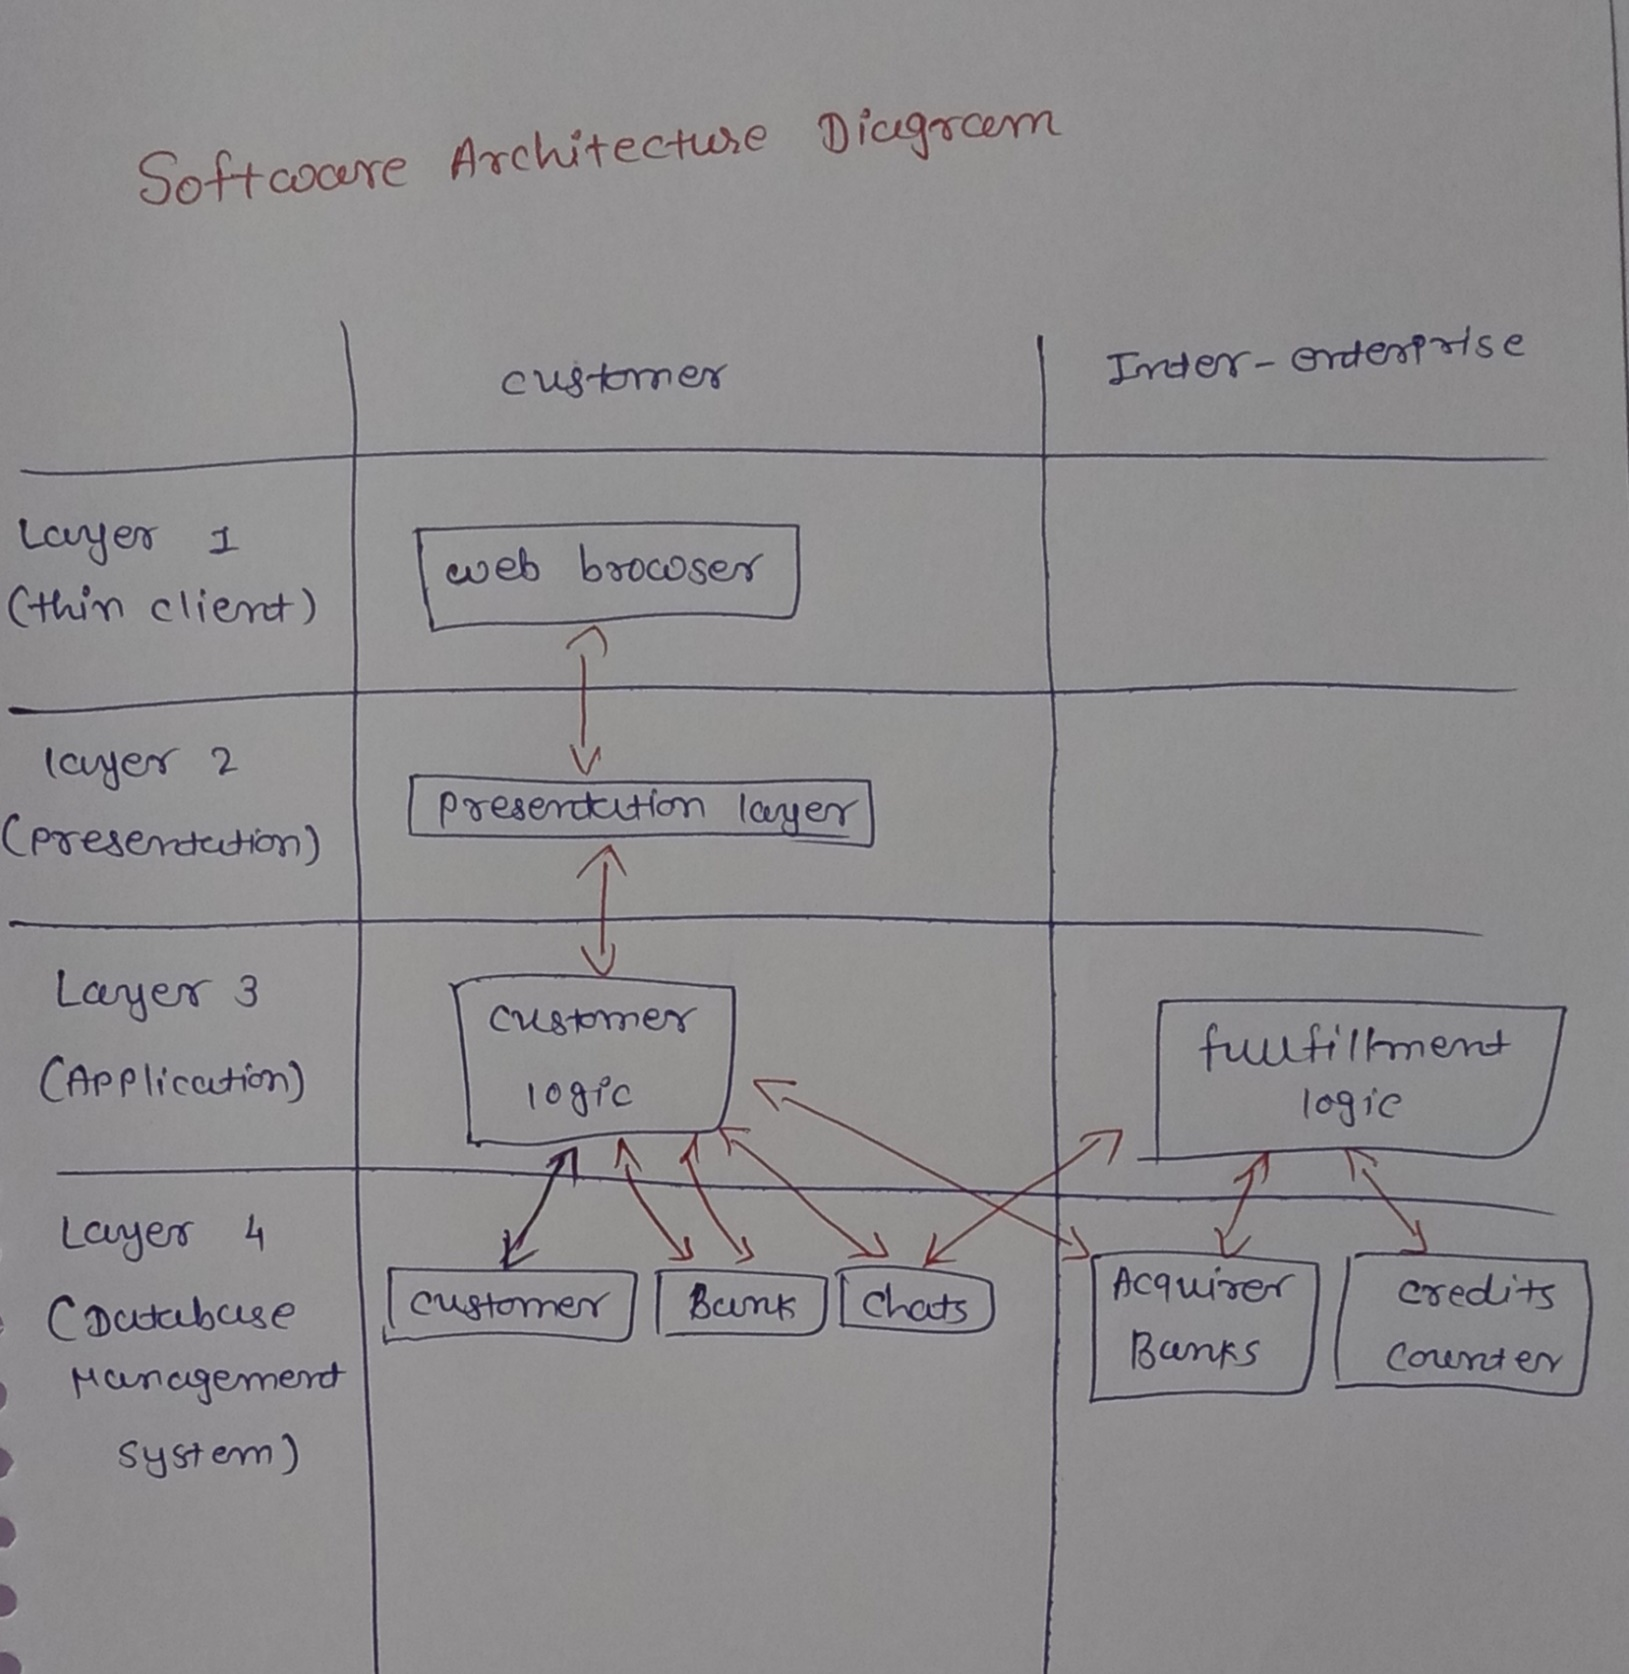 Software Architecture Diagram
customer
Inter-enterprise
Layer 1
(thin client)
web browser
layer 2
(presentation)
presentation layer
Layer 3
(Application)
customer
logic
fullfillment
logic
Layer 4
(Database
Management
system)
customer
Bank
Chats
Acquirer
Banks
credits
counter